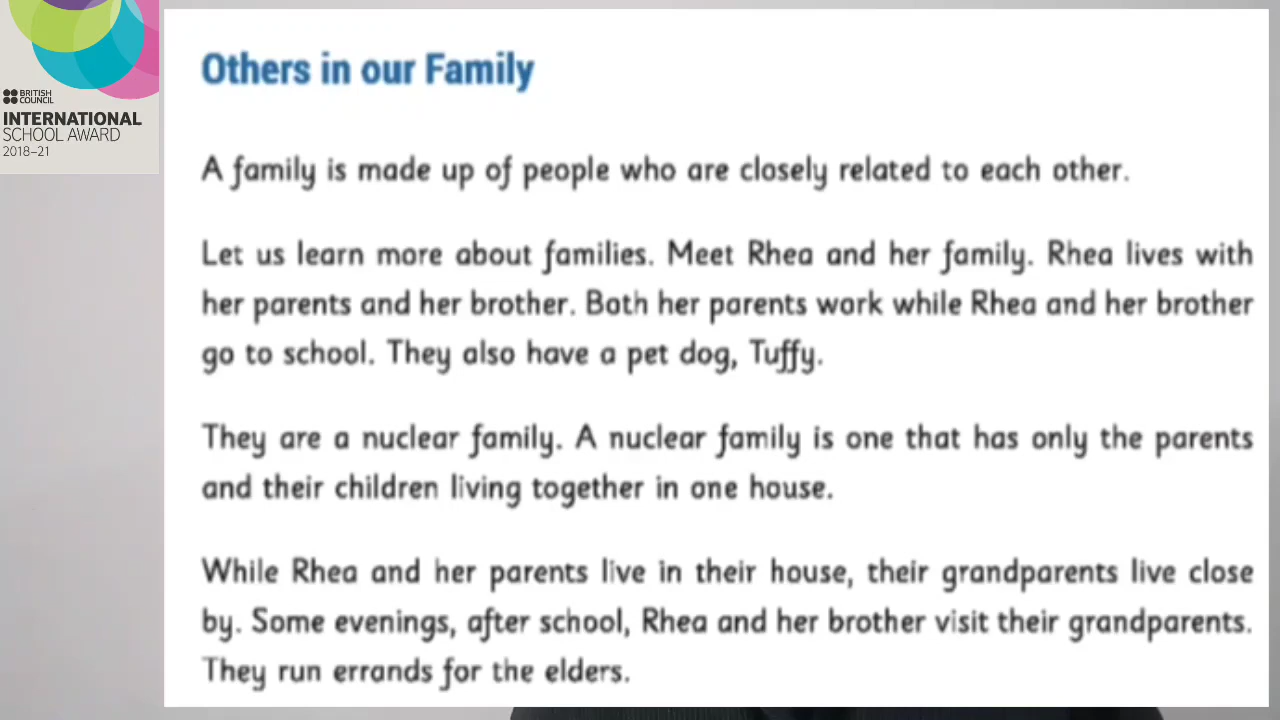 BRITISH
COUNCIL
INTERNATIONAL
SCHOOL AWARD
2018–21
Others in our Family
A family is made up of people who are closely related to each other.
Let us learn more about families. Meet Rhea and her family. Rhea lives with
her parents and her brother. Both her parents work while Rhea and her brother
go to school. They also have a pet dog, Tuffy.
They are a nuclear family. A nuclear family is one that has only the parents
and their children living together in one house.
While Rhea and her parents live in their house, their grandparents live close
by. Some evenings, after school, Rhea and her brother visit their grandparents.
They run errands for the elders.